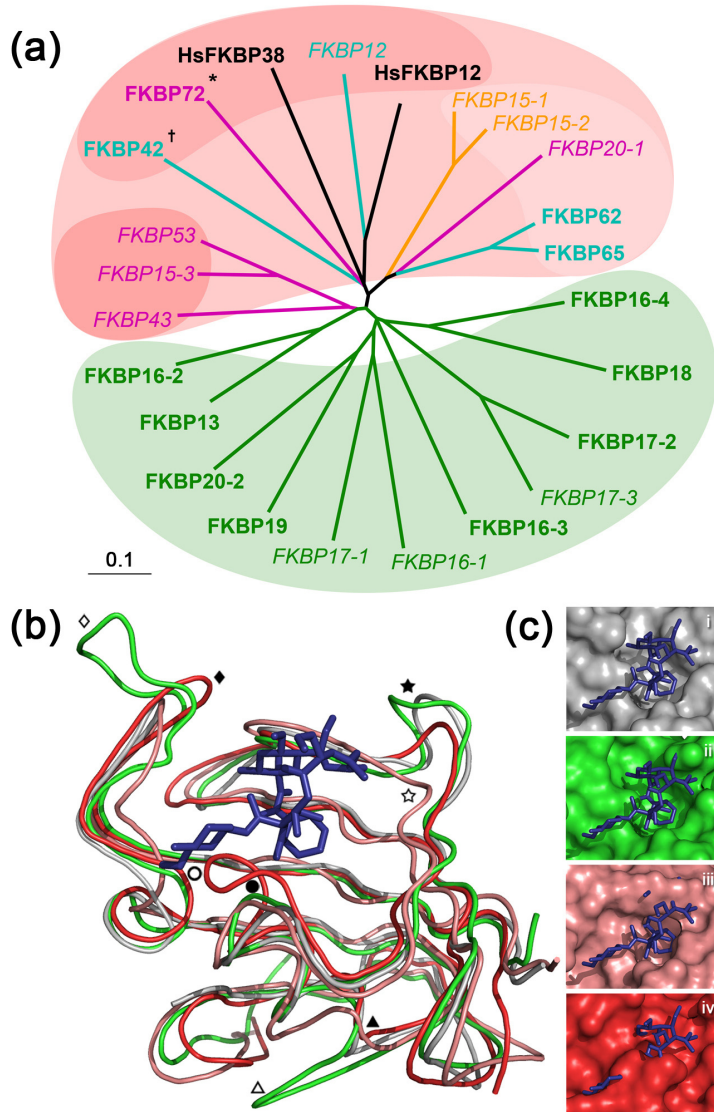 (a)
HsFKBP38
FKBP12
HsFKBP12
FKBP72 *
FKBP15-1
FKBP15-2
FKBP42 †
FKBP20-1
FKBP53
FKBP62
FKBP15-3
FKBP65
FKBP43
FKBP16-4
FKBP16-2
FKBP18
FKBP13
FKBP17-2
FKBP20-2
FKBP17-3
FKBP19
FKBP16-3
FKBP17-1
FKBP16-1
0.1
(b)
(c)
i
ii
iii
iv